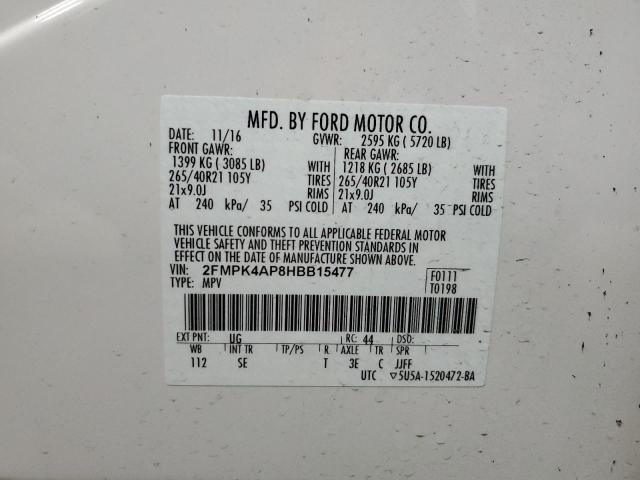 MFD. BY FORD MOTOR CO.
DATE: 11/16 GVWR: 2595 KG ( 5720 LB)
FRONT GAWR: REAR GAWR:
1399 KG ( 3085 LB) WITH 1218 KG ( 2685 LB) WITH
265/40R21 105Y TIRES 265/40R21 105Y TIRES
21x9.0J RIMS 21x9.0J RIMS
AT 240 kPa/ 35 PSI COLD AT 240 kPa/ 35 PSI COLD
THIS VEHICLE CONFORMS TO ALL APPLICABLE FEDERAL MOTOR
VEHICLE SAFETY AND THEFT PREVENTION STANDARDS IN
EFFECT ON THE DATE OF MANUFACTURE SHOWN ABOVE.
VIN: 2FMPK4AP8HBB15477 F0111
TYPE: MPV T0198
EXT PNT: UG RC: 44 DSO:
WB INT TR TP/PS R AXLE TR SPR
112 SE T 3E C JJFF
UTC ▽5U5A-1520472-BA